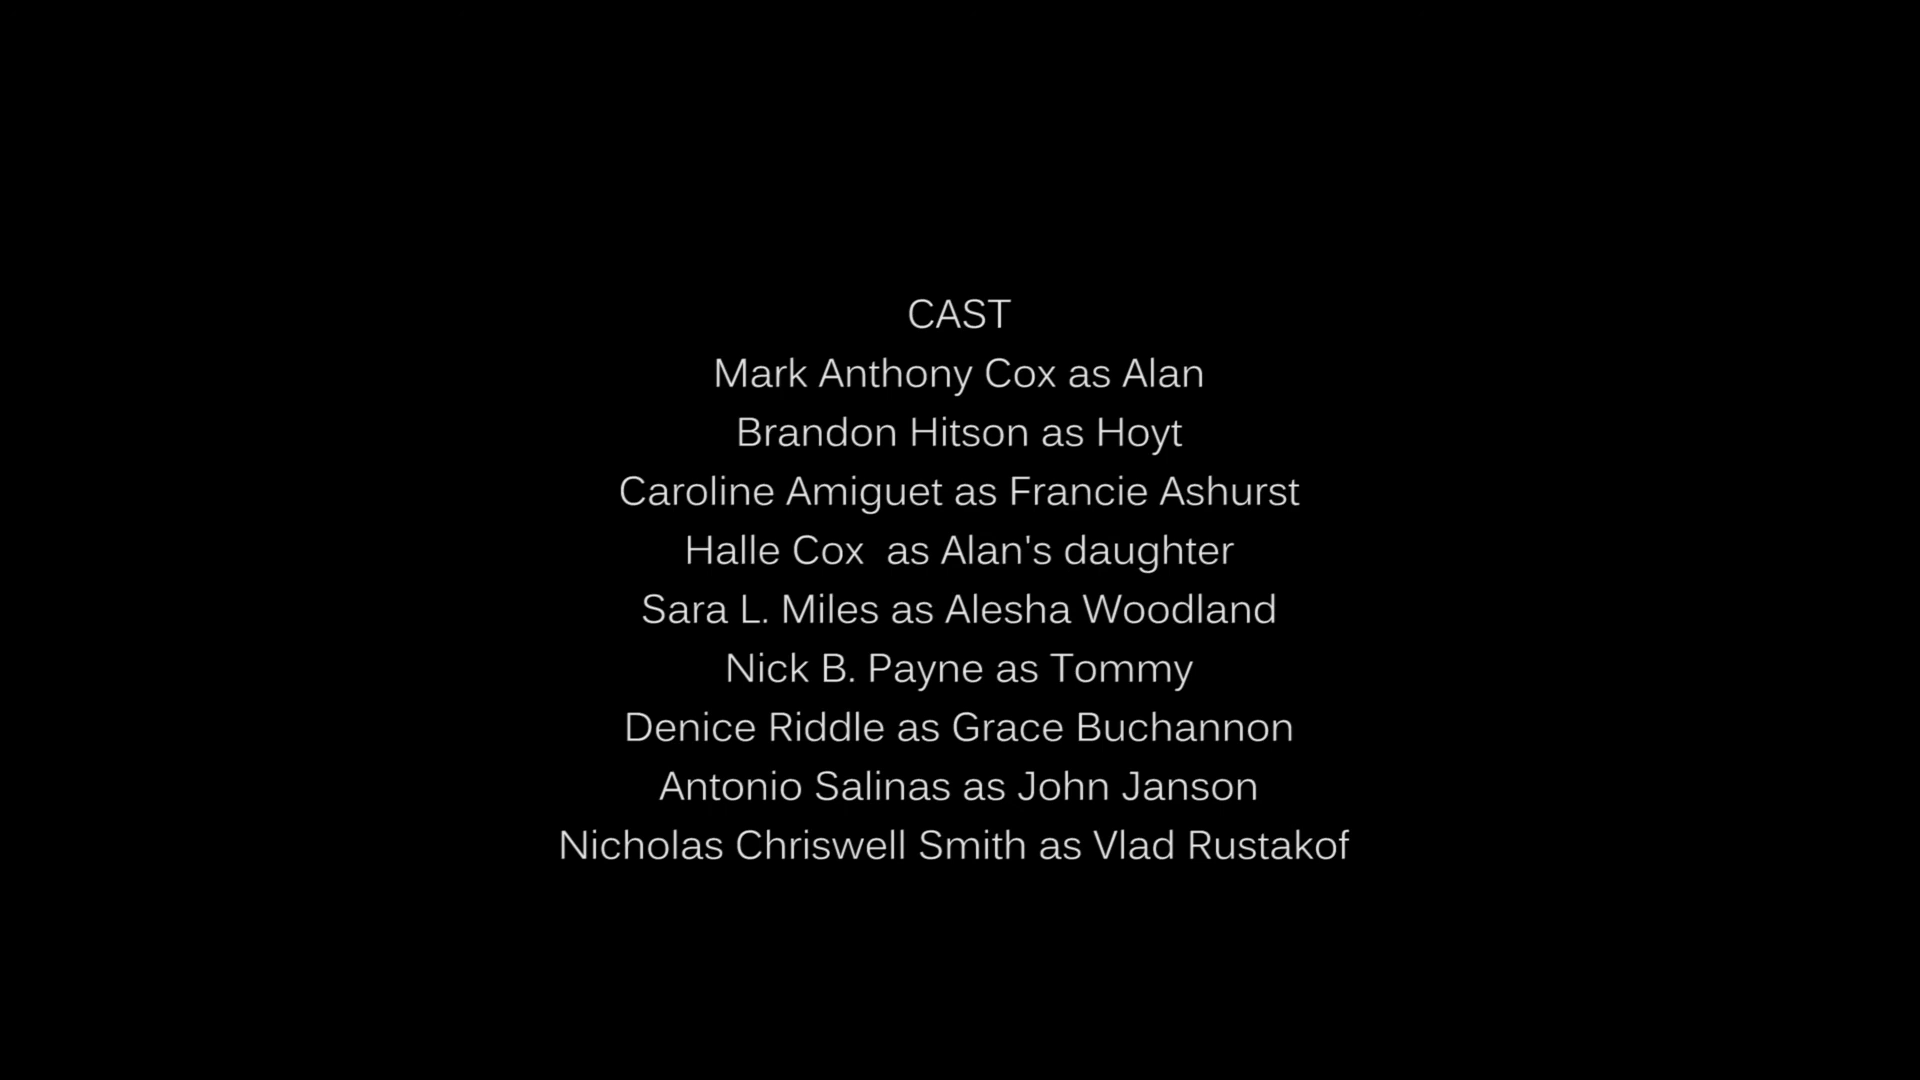 CAST
Mark Anthony Cox as Alan
Brandon Hitson as Hoyt
Caroline Amiguet as Francie Ashurst
Halle Cox  as Alan's daughter
Sara L. Miles as Alesha Woodland
Nick B. Payne as Tommy
Denice Riddle as Grace Buchannon
Antonio Salinas as John Janson
Nicholas Chriswell Smith as Vlad Rustakof